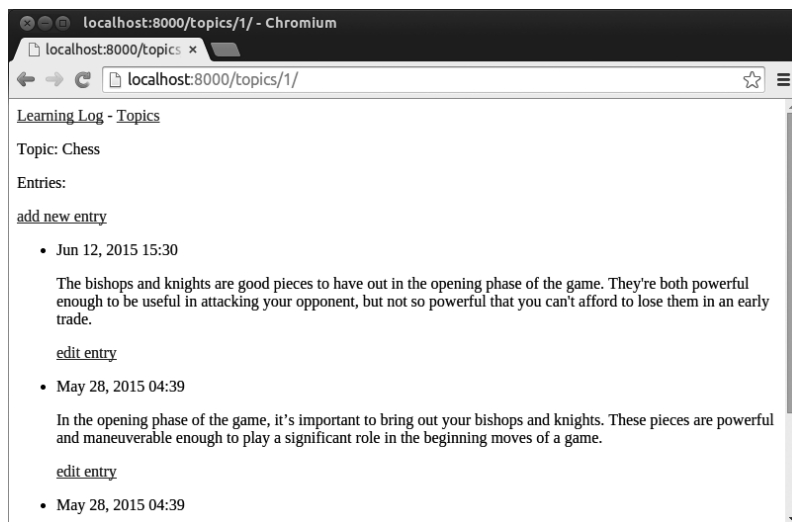 localhost:8000/topics/1/ - Chromium
localhost:8000/topics
localhost:8000/topics/1/
Learning Log - Topics
Topic: Chess
Entries:
add new entry
• Jun 12, 2015 15:30
The bishops and knights are good pieces to have out in the opening phase of the game. They're both powerful
enough to be useful in attacking your opponent, but not so powerful that you can't afford to lose them in an early
trade.
edit entry
• May 28, 2015 04:39
In the opening phase of the game, it’s important to bring out your bishops and knights. These pieces are powerful
and maneuverable enough to play a significant role in the beginning moves of a game.
edit entry
• May 28, 2015 04:39